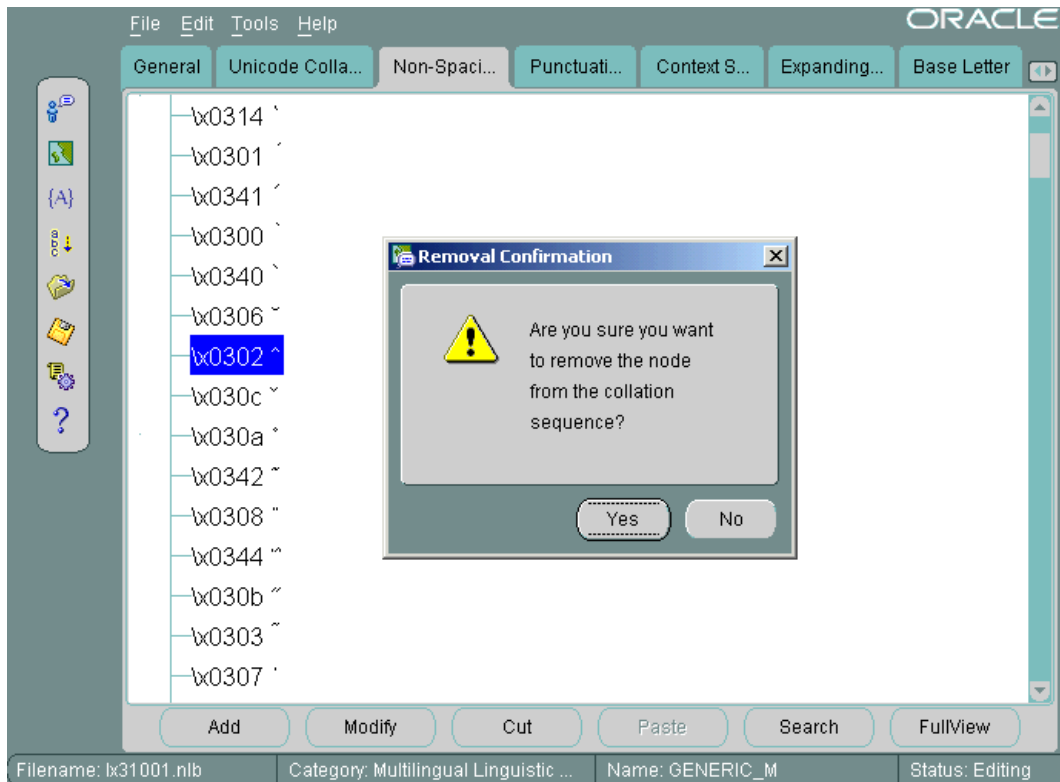 File Edit Tools Help
ORACLE
General Unicode Colla... Non-Spaci... Punctuati... Context S... Expanding... Base Letter
{A}
a
b
c
?
\x0314 ̔
\x0301 ́
\x0341 ́
\x0300 ̀
\x0340 ̀
\x0306 ̆
\x0302 ^
\x030c ̌
\x030a ̊
\x0342 ͂
\x0308 ̈
\x0344 ̈́
\x030b ̋
\x0303 ̃
\x0307 ̇
Removal Confirmation
Are you sure you want
to remove the node
from the collation
sequence?
Yes No
Add Modify Cut Paste Search FullView
Filename: lx31001.nlb Category: Multilingual Linguistic ... Name: GENERIC_M Status: Editing